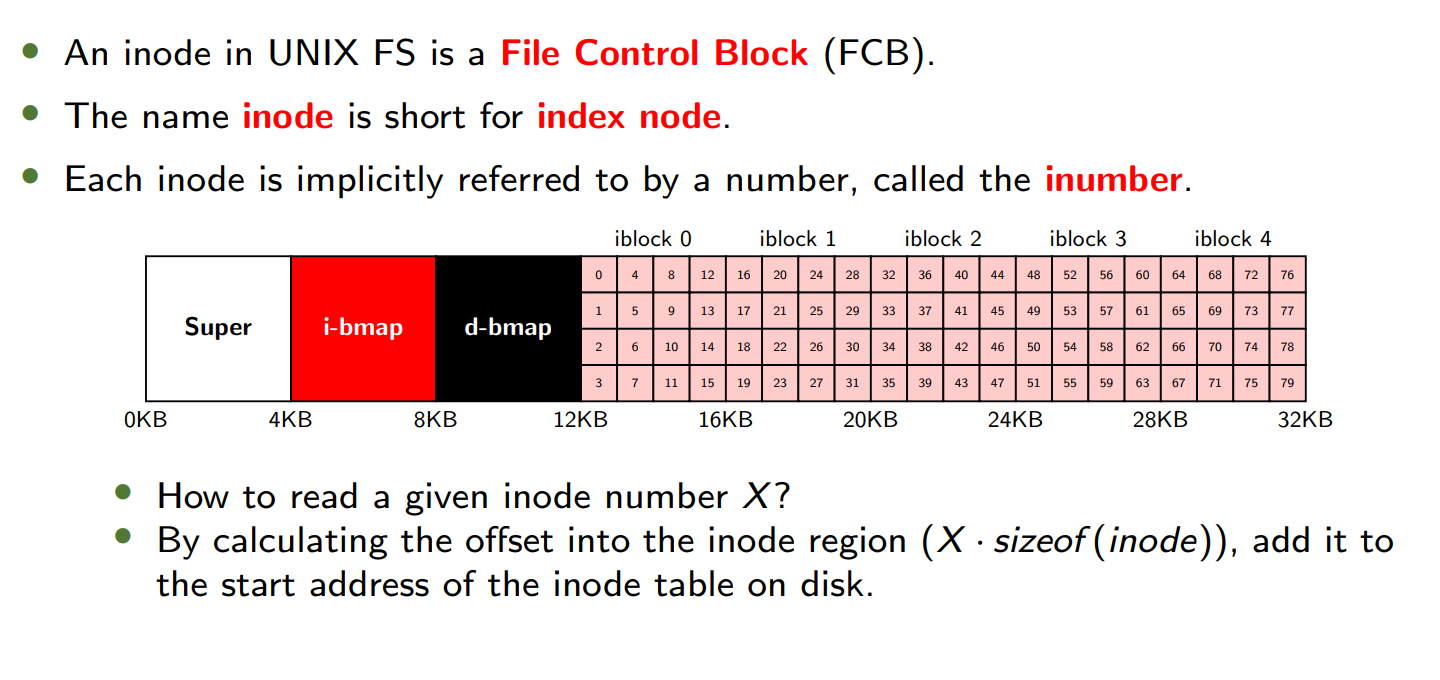 • An inode in UNIX FS is a File Control Block (FCB).
• The name inode is short for index node.
• Each inode is implicitly referred to by a number, called the inumber.
iblock 0 iblock 1 iblock 2 iblock 3 iblock 4
0 4 8 12 16 20 24 28 32 36 40 44 48 52 56 60 64 68 72 76
1 5 9 13 17 21 25 29 33 37 41 45 49 53 57 61 65 69 73 77
Super i-bmap d-bmap
2 6 10 14 18 22 26 30 34 38 42 46 50 54 58 62 66 70 74 78
3 7 11 15 19 23 27 31 35 39 43 47 51 55 59 63 67 71 75 79
0KB 4KB 8KB 12KB 16KB 20KB 24KB 28KB 32KB
• How to read a given inode number X?
• By calculating the offset into the inode region (X · sizeof(inode)), add it to
the start address of the inode table on disk.